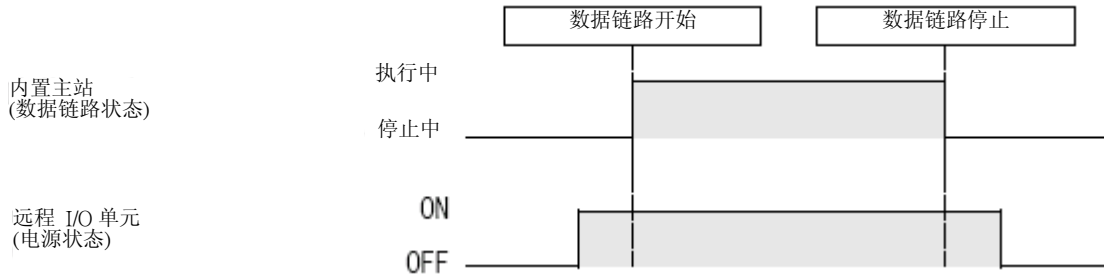 数据链路开始
数据链路停止
内置主站
(数据链路状态)
执行中
停止中
远程 I/O 单元
(电源状态)
ON
OFF